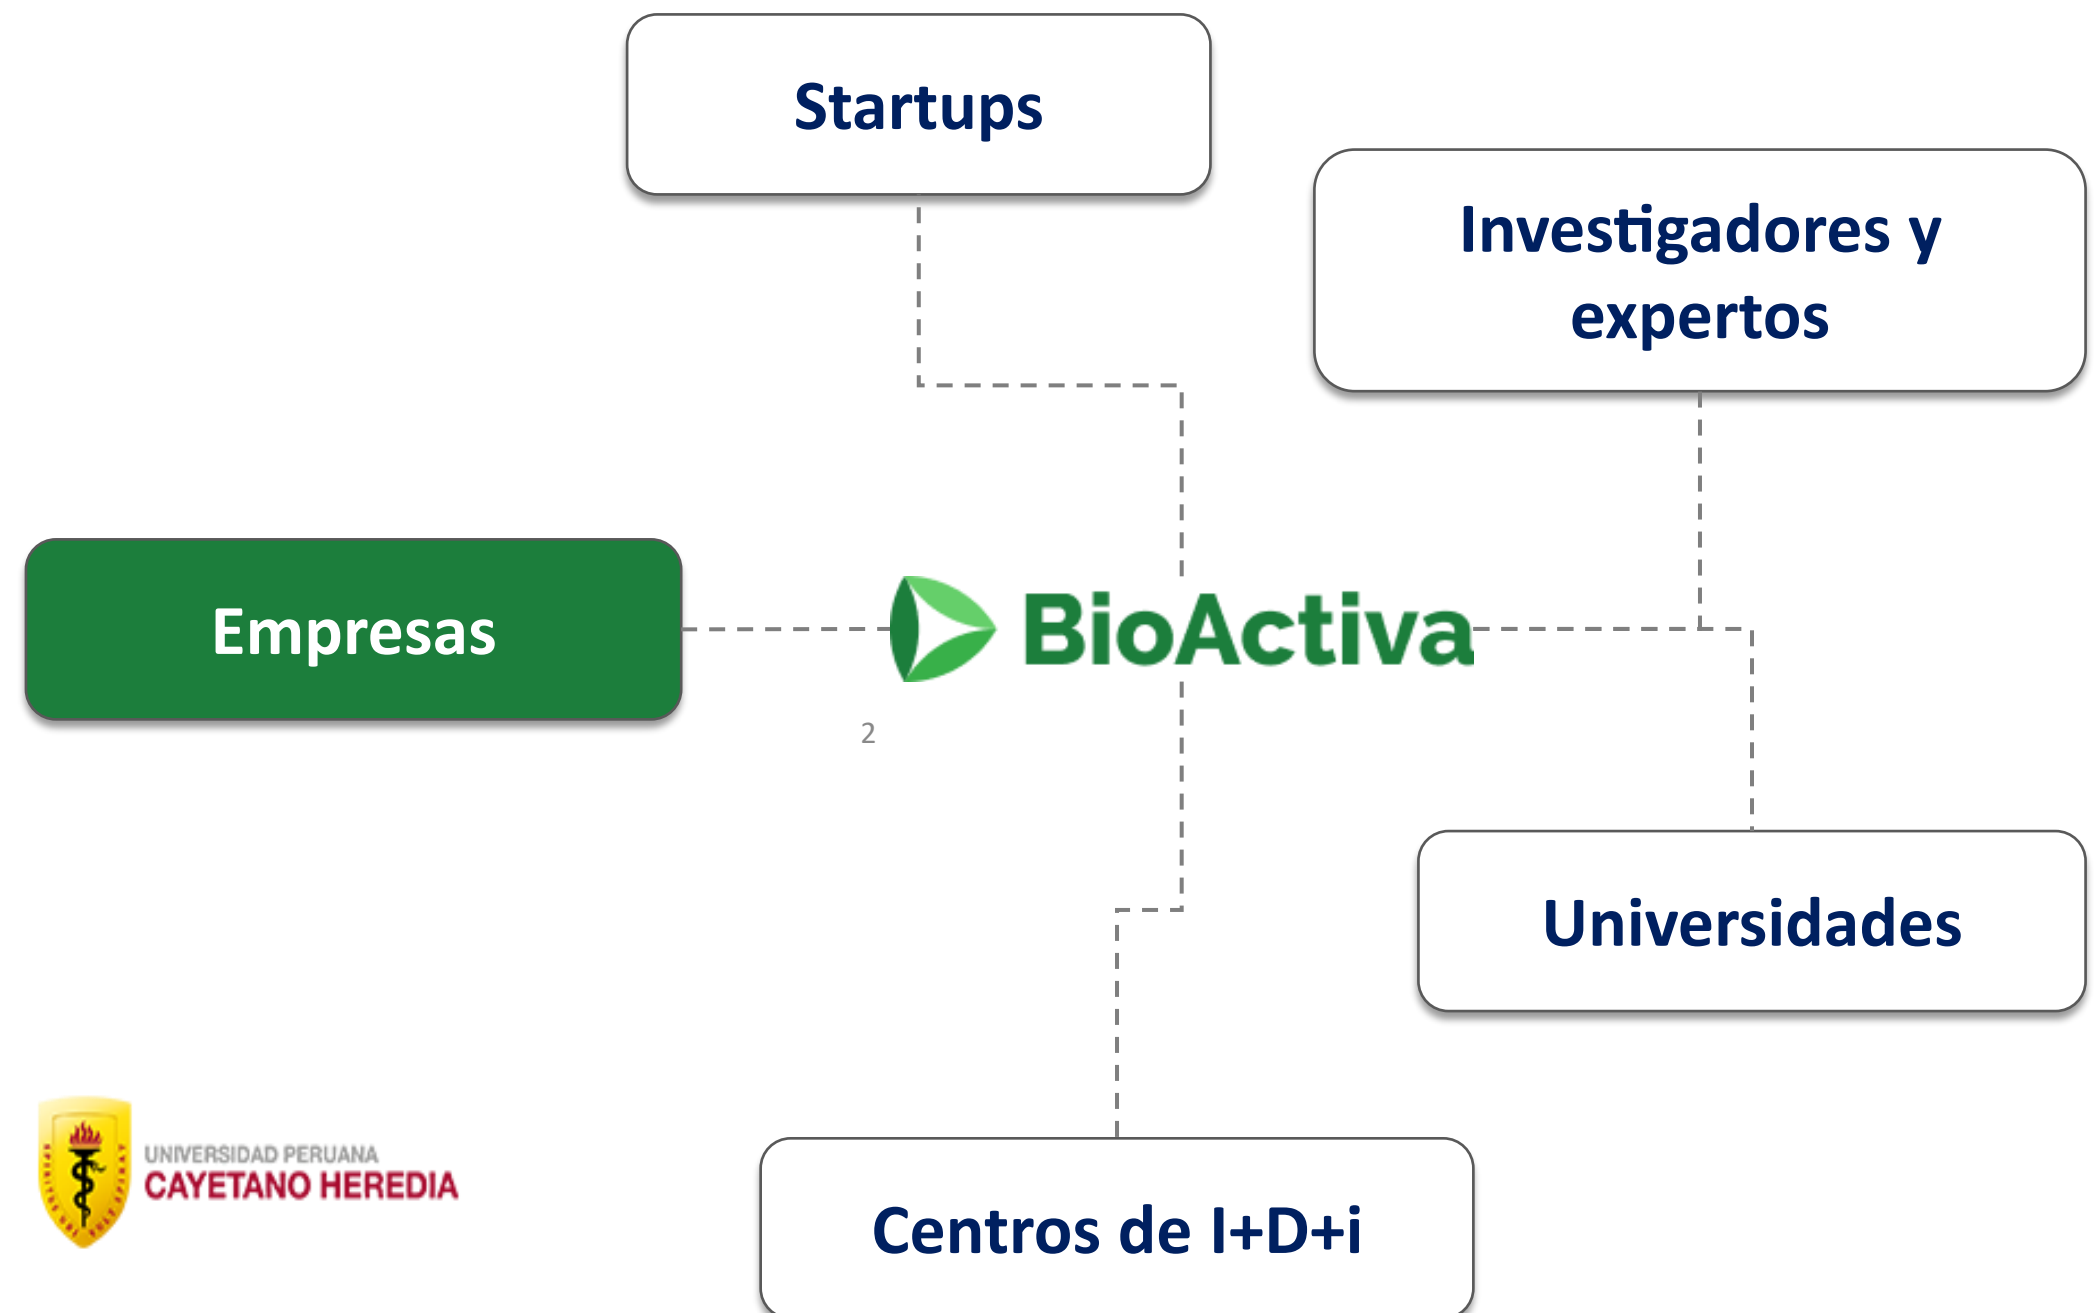 Startups
Investigadores y
expertos
Empresas
BioActiva
2
Universidades
UNIVERSIDAD PERUANA
CAYETANO HEREDIA
Centros de I+D+i